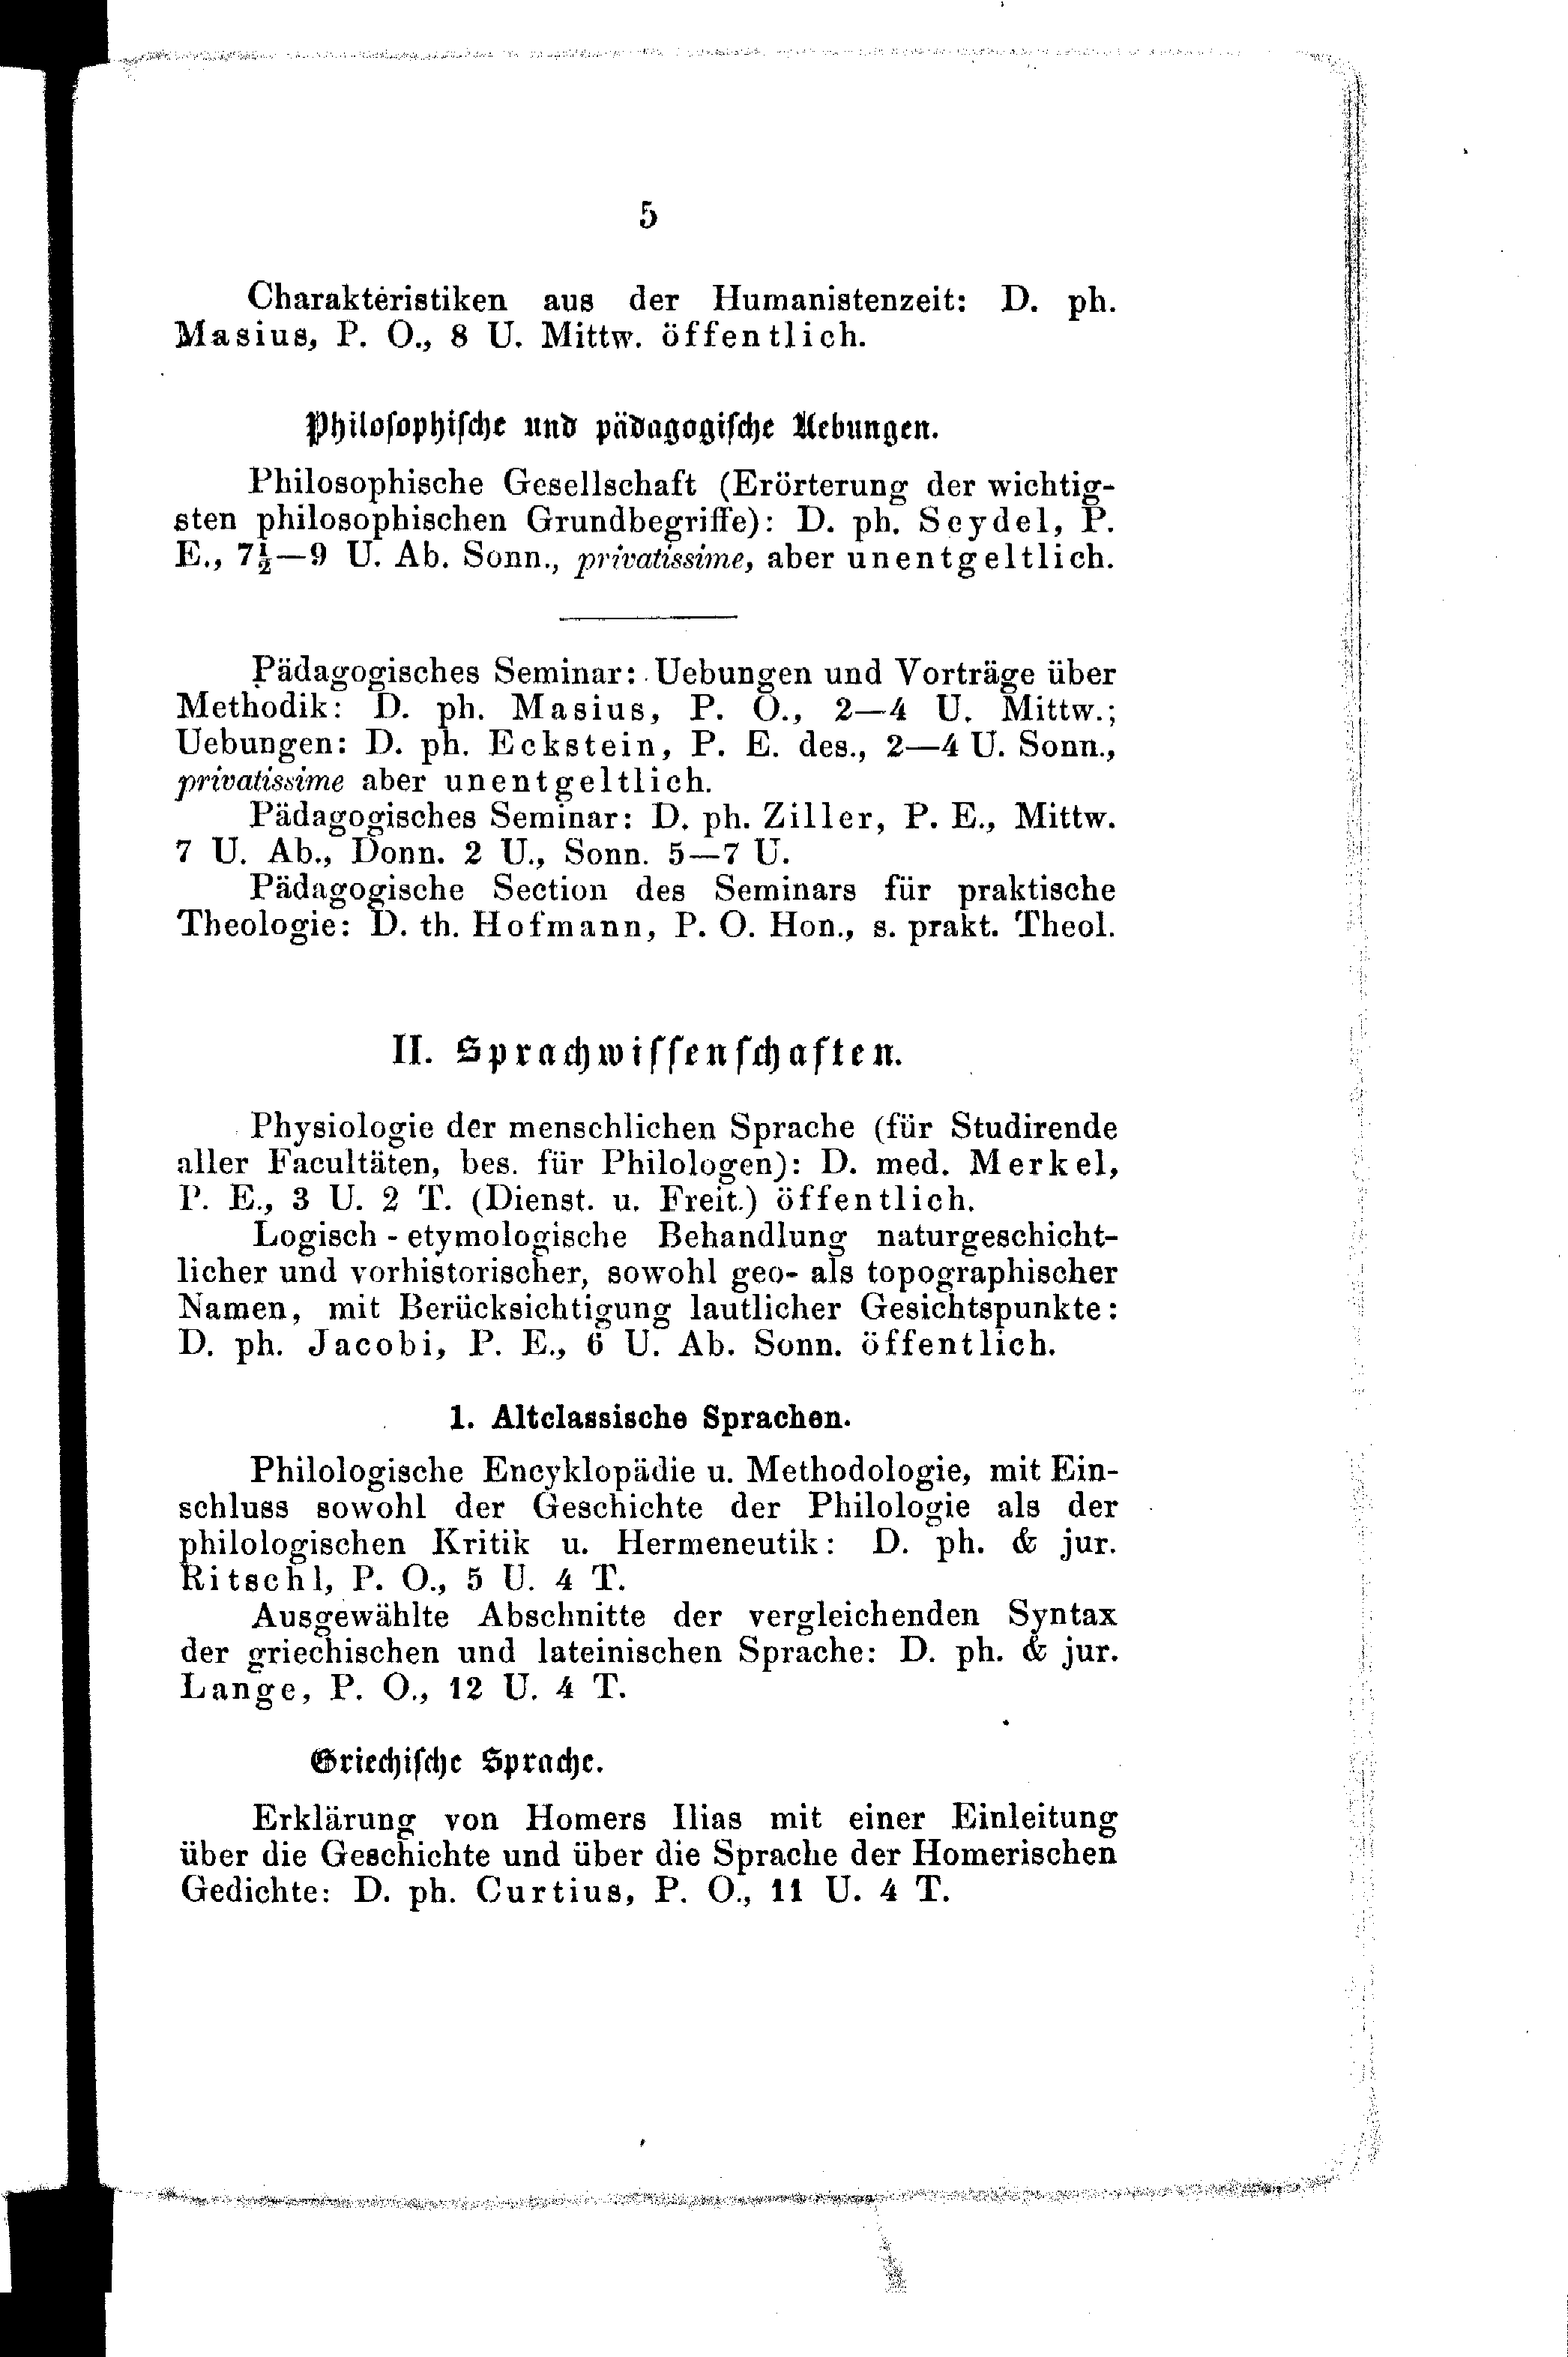 5
Charakteristiken aus der Humanistenzeit: D. ph.
Masius, P. O., 8 U. Mittw. öffentlich.
Philosophische und pädagogische Uebungen.
Philosophische Gesellschaft (Erörterung der wichtig-
sten philosophischen Grundbegriffe): D. ph. Seydel, P.
E., 7½—9 U. Ab. Sonn., privatissime, aber unentgeltlich.
Pädagogisches Seminar: Uebungen und Vorträge über
Methodik: D. ph. Masius, P. O., 2—4 U. Mittw.;
Uebungen: D. ph. Eckstein, P. E. des., 2—4 U. Sonn.,
privatissime aber unentgeltlich.
Pädagogisches Seminar: D. ph. Ziller, P. E., Mittw.
7 U. Ab., Donn. 2 U., Sonn. 5—7 U.
Pädagogische Section des Seminars für praktische
Theologie: D. th. Hofmann, P. O. Hon., s. prakt. Theol.
II. Sprachwissenschaften.
Physiologie der menschlichen Sprache (für Studirende
aller Facultäten, bes. für Philologen): D. med. Merkel,
P. E., 3 U. 2 T. (Dienst. u. Freit.) öffentlich.
Logisch - etymologische Behandlung naturgeschicht-
licher und vorhistorischer, sowohl geo- als topographischer
Namen, mit Berücksichtigung lautlicher Gesichtspunkte:
D. ph. Jacobi, P. E., 6 U. Ab. Sonn. öffentlich.
1. Altclassische Sprachen.
Philologische Encyklopädie u. Methodologie, mit Ein-
schluss sowohl der Geschichte der Philologie als der
philologischen Kritik u. Hermeneutik: D. ph. & jur.
Ritschl, P. O., 5 U. 4 T.
Ausgewählte Abschnitte der vergleichenden Syntax
der griechischen und lateinischen Sprache: D. ph. & jur.
Lange, P. O., 12 U. 4 T.
Griechische Sprache.
Erklärung von Homers Ilias mit einer Einleitung
über die Geschichte und über die Sprache der Homerischen
Gedichte: D. ph. Curtius, P. O., 11 U. 4 T.